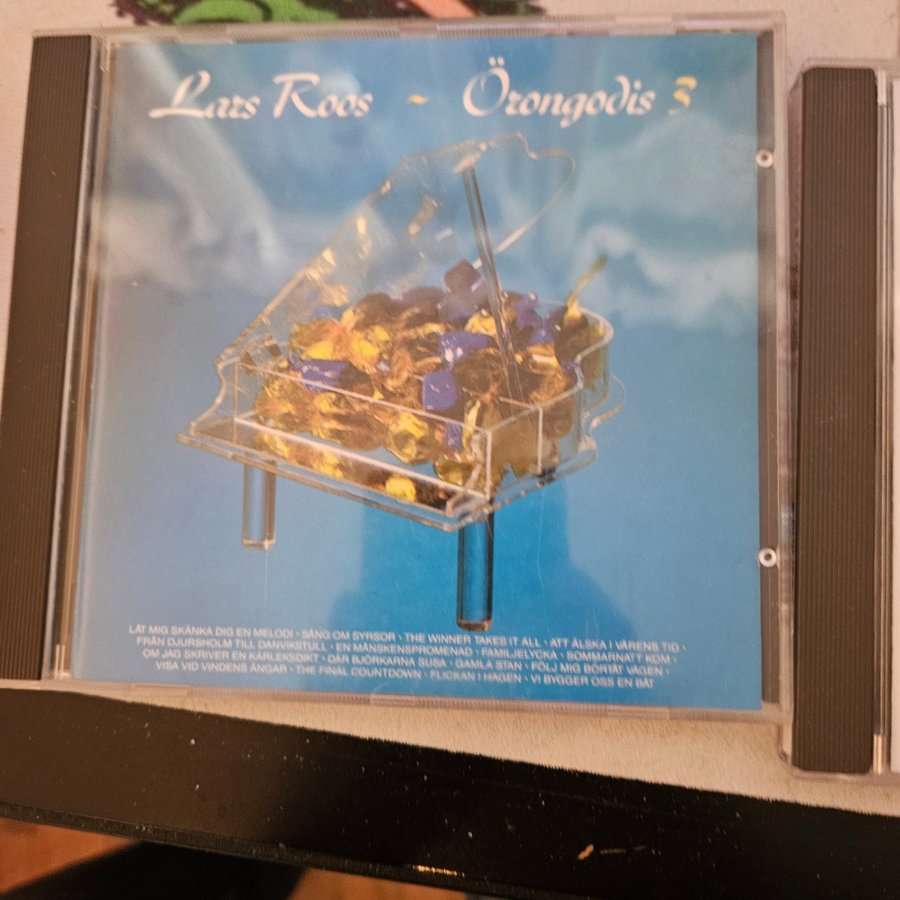 Lars Roos ~ Örongodis 3
LÅT MIG SKÄNKA DIG EN MELODI · SÅNG OM SYRSOR · THE WINNER TAKES IT ALL · ATT ÄLSKA I VÅRENS TID ·
FRÅN DJURSHOLM TILL DANVIKSTULL · EN MÅNSKENSPROMENAD · FAMILJELYCKA · SOMMARNATT KOM ·
OM JAG SKRIVER EN KÄRLEKSDIKT · DÄR BJÖRKARNA SUSA · GAMLA STAN · FÖLJ MIG BORTÅT VÄGEN ·
VISA VID VINDENS ÄNGAR · THE FINAL COUNTDOWN · FLICKAN I HAGEN · VI BYGGER OSS EN BÅT